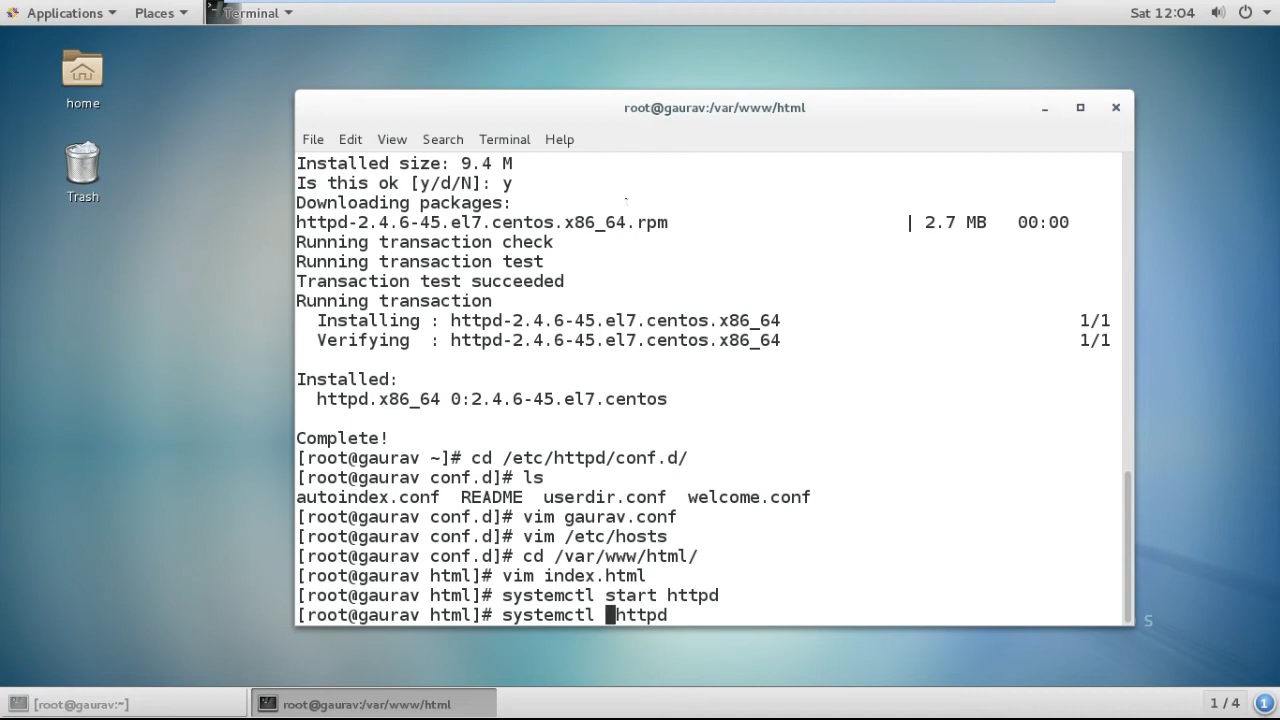 Applications Places Terminal Sat 12:04
home
Trash
root@gaurav:/var/www/html
File Edit View Search Terminal Help
Installed size: 9.4 M
Is this ok [y/d/N]: y
Downloading packages:
httpd-2.4.6-45.el7.centos.x86_64.rpm | 2.7 MB 00:00
Running transaction check
Running transaction test
Transaction test succeeded
Running transaction
Installing : httpd-2.4.6-45.el7.centos.x86_64 1/1
Verifying : httpd-2.4.6-45.el7.centos.x86_64 1/1
Installed:
httpd.x86_64 0:2.4.6-45.el7.centos
Complete!
[root@gaurav ~]# cd /etc/httpd/conf.d/
[root@gaurav conf.d]# ls
autoindex.conf README userdir.conf welcome.conf
[root@gaurav conf.d]# vim gaurav.conf
[root@gaurav conf.d]# vim /etc/hosts
[root@gaurav conf.d]# cd /var/www/html/
[root@gaurav html]# vim index.html
[root@gaurav html]# systemctl start httpd
[root@gaurav html]# systemctl httpd
S
[root@gaurav:~] root@gaurav:/var/www/html 1 / 4 1